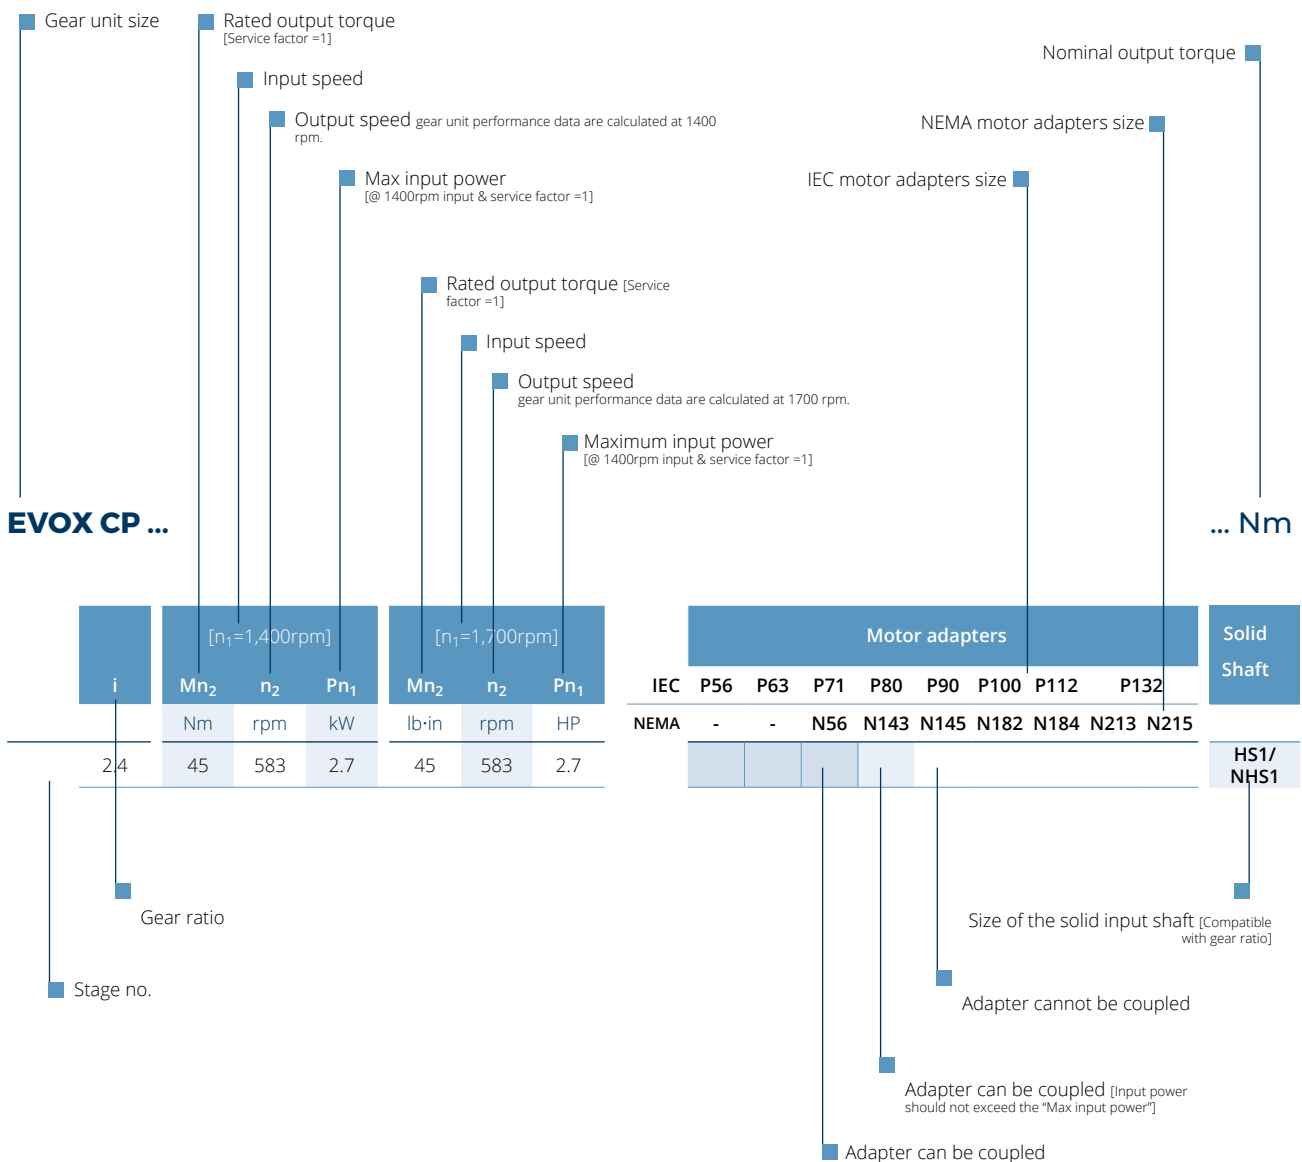 Gear unit size
Rated output torque
[Service factor =1]
Nominal output torque
Input speed
Output speed gear unit performance data are calculated at 1400
rpm.
NEMA motor adapters size
Max input power
[@ 1400rpm input & service factor =1]
IEC motor adapters size
Rated output torque [Service
factor =1]
Input speed
Output speed
gear unit performance data are calculated at 1700 rpm.
Maximum input power
[@ 1400rpm input & service factor =1]
EVOX CP ...
... Nm
[n₁=1,400rpm] [n₁=1,700rpm] Motor adapters Solid
Shaft
i Mn₂ n₂ Pn₁ Mn₂ n₂ Pn₁ IEC P56 P63 P71 P80 P90 P100 P112 P132
Nm rpm kW lb·in rpm HP NEMA - - N56 N143 N145 N182 N184 N213 N215
2.4 45 583 2.7 45 583 2.7 HS1/
NHS1
Gear ratio
Size of the solid input shaft [Compatible
with gear ratio]
Stage no.
Adapter cannot be coupled
Adapter can be coupled [Input power
should not exceed the “Max input power”]
Adapter can be coupled